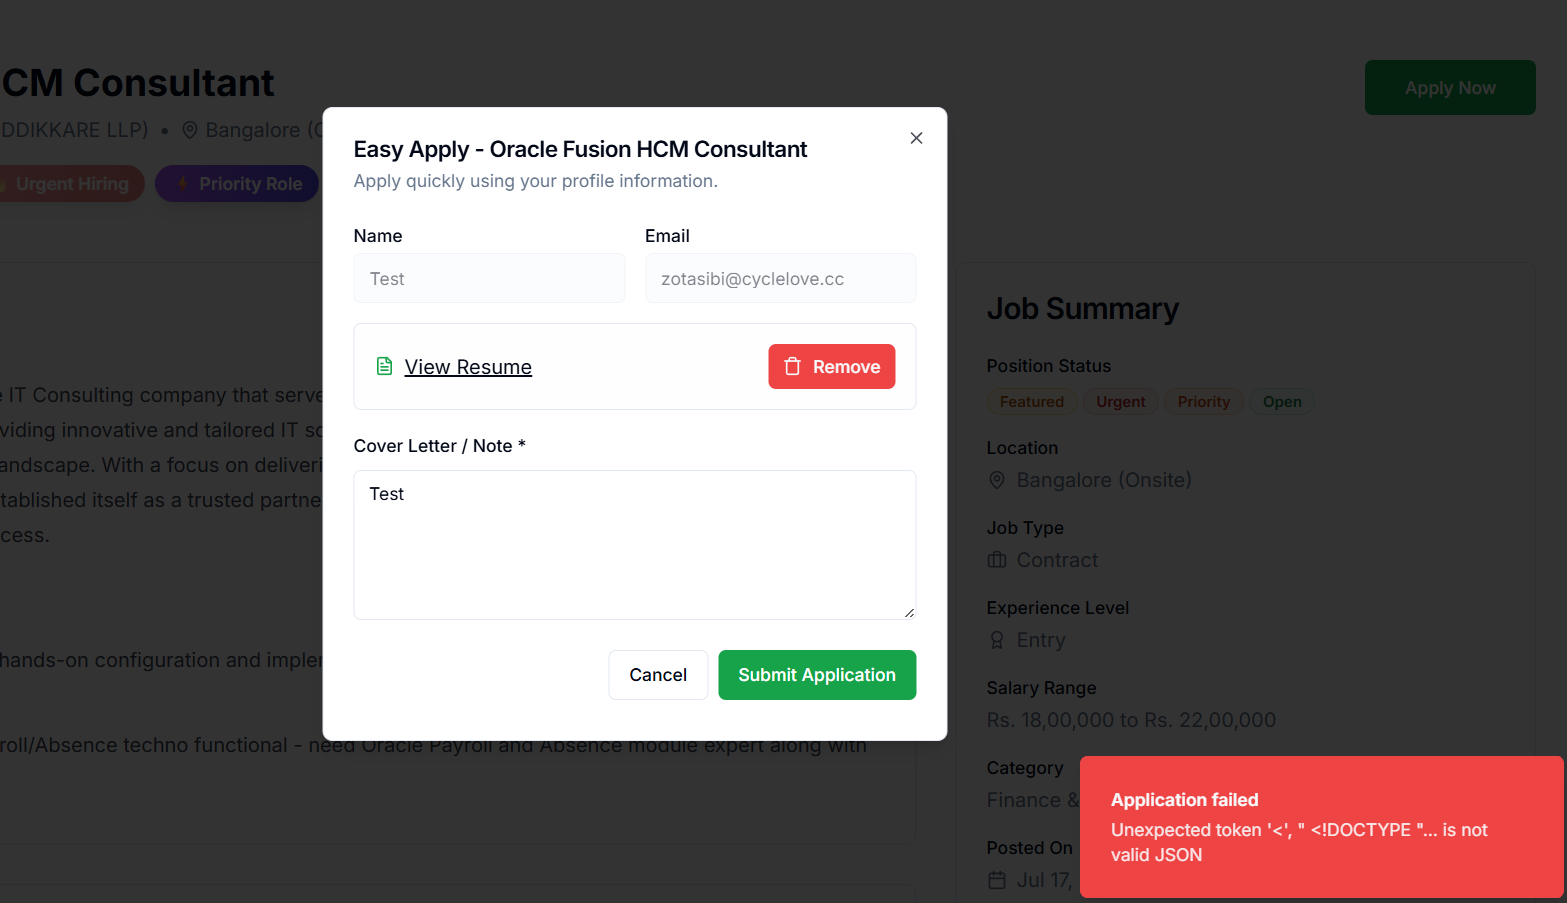 CM Consultant
Apply Now
DDIKKARE LLP) • Bangalore (O
Urgent Hiring
Priority Role
Easy Apply - Oracle Fusion HCM Consultant
Apply quickly using your profile information.
Name
Email
Test
zotasibi@cyclelove.cc
View Resume
Remove
Cover Letter / Note *
Test
Cancel
Submit Application
IT Consulting company that serve
viding innovative and tailored IT so
andscape. With a focus on deliveri
tablished itself as a trusted partne
cess.
hands-on configuration and impler
roll/Absence techno functional - need Oracle Payroll and Absence module expert along with
Job Summary
Position Status
Featured
Urgent
Priority
Open
Location
Bangalore (Onsite)
Job Type
Contract
Experience Level
Entry
Salary Range
Rs. 18,00,000 to Rs. 22,00,000
Category
Finance &
Posted On
Jul 17,
Application failed
Unexpected token '<', " <!DOCTYPE "... is not
valid JSON